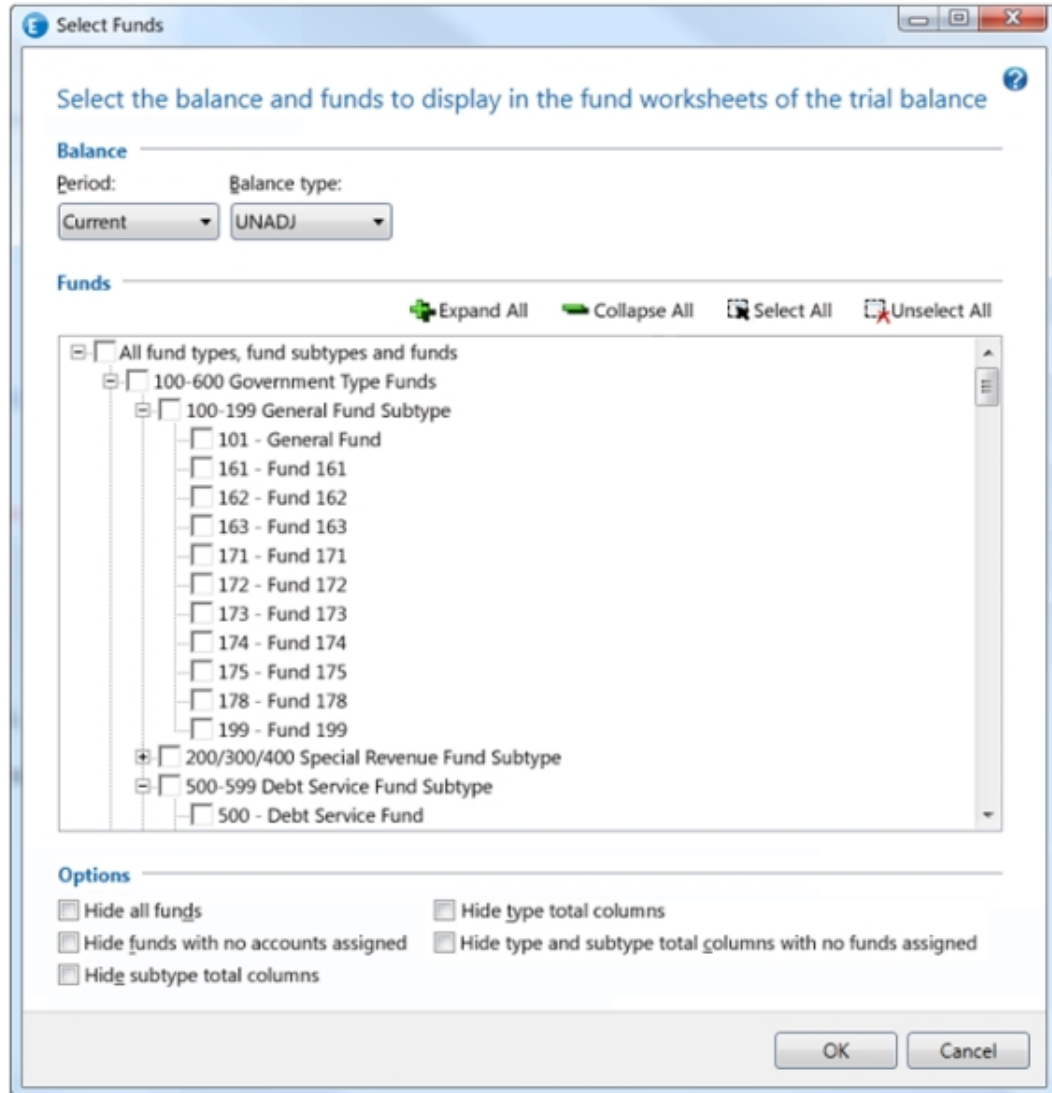 Select Funds
Select the balance and funds to display in the fund worksheets of the trial balance
Balance
Period: Balance type:
Current UNADJ
Funds
Expand All Collapse All Select All Unselect All
All fund types, fund subtypes and funds
100-600 Government Type Funds
100-199 General Fund Subtype
101 - General Fund
161 - Fund 161
162 - Fund 162
163 - Fund 163
171 - Fund 171
172 - Fund 172
173 - Fund 173
174 - Fund 174
175 - Fund 175
178 - Fund 178
199 - Fund 199
200/300/400 Special Revenue Fund Subtype
500-599 Debt Service Fund Subtype
500 - Debt Service Fund
Options
Hide all funds Hide type total columns
Hide funds with no accounts assigned Hide type and subtype total columns with no funds assigned
Hide subtype total columns
OK Cancel